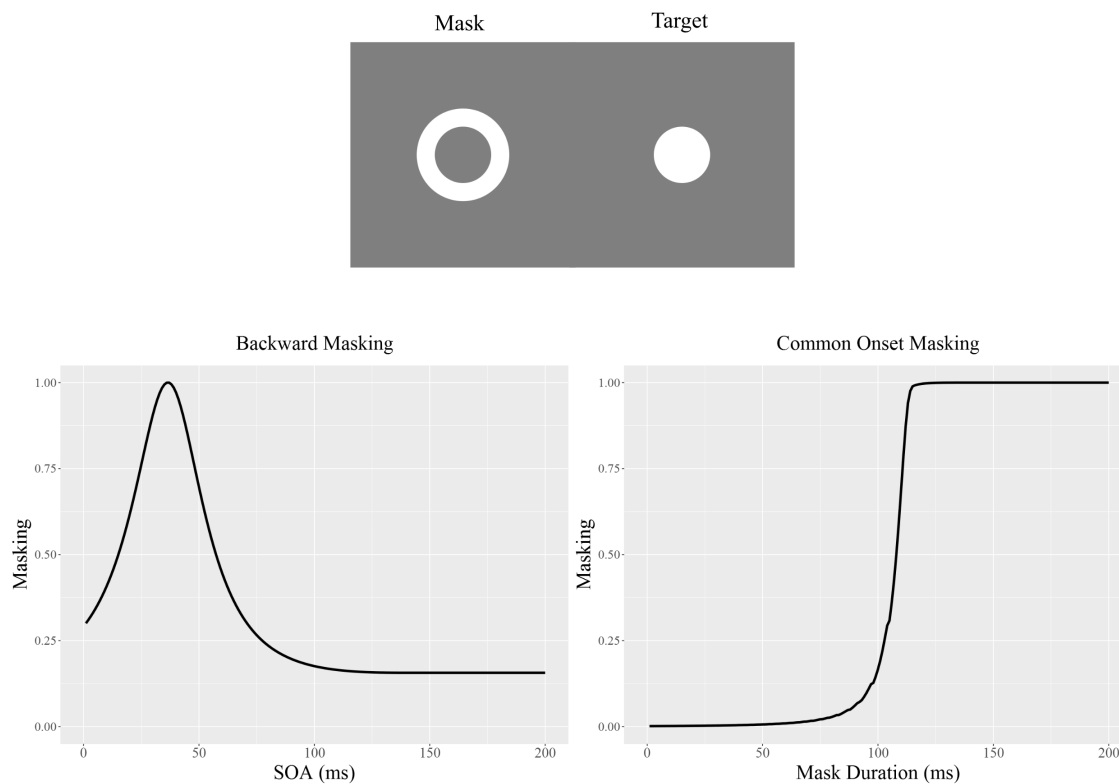 Mask Target
Backward Masking
1.00
0.75
0.50
0.25
0.00
Masking
0 50 100 150 200
SOA (ms)
Common Onset Masking
1.00
0.75
0.50
0.25
0.00
Masking
0 50 100 150 200
Mask Duration (ms)